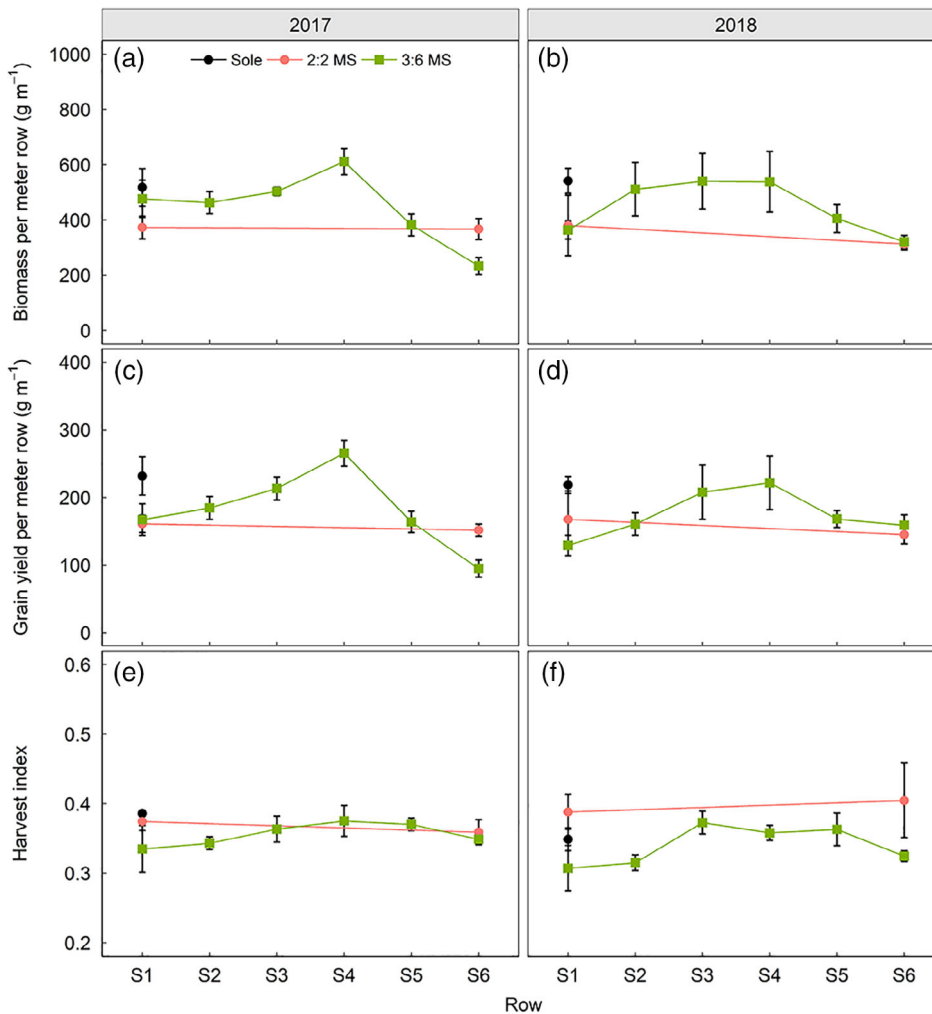 2017
2018
(a)
Sole
2:2 MS
3:6 MS
(b)
Biomass per meter row (g m⁻¹)
1000
800
600
400
200
0
(c)
(d)
Grain yield per meter row (g m⁻¹)
400
300
200
100
0
(e)
(f)
Harvest index
0.6
0.5
0.4
0.3
0.2
S1 S2 S3 S4 S5 S6
S1 S2 S3 S4 S5 S6
Row